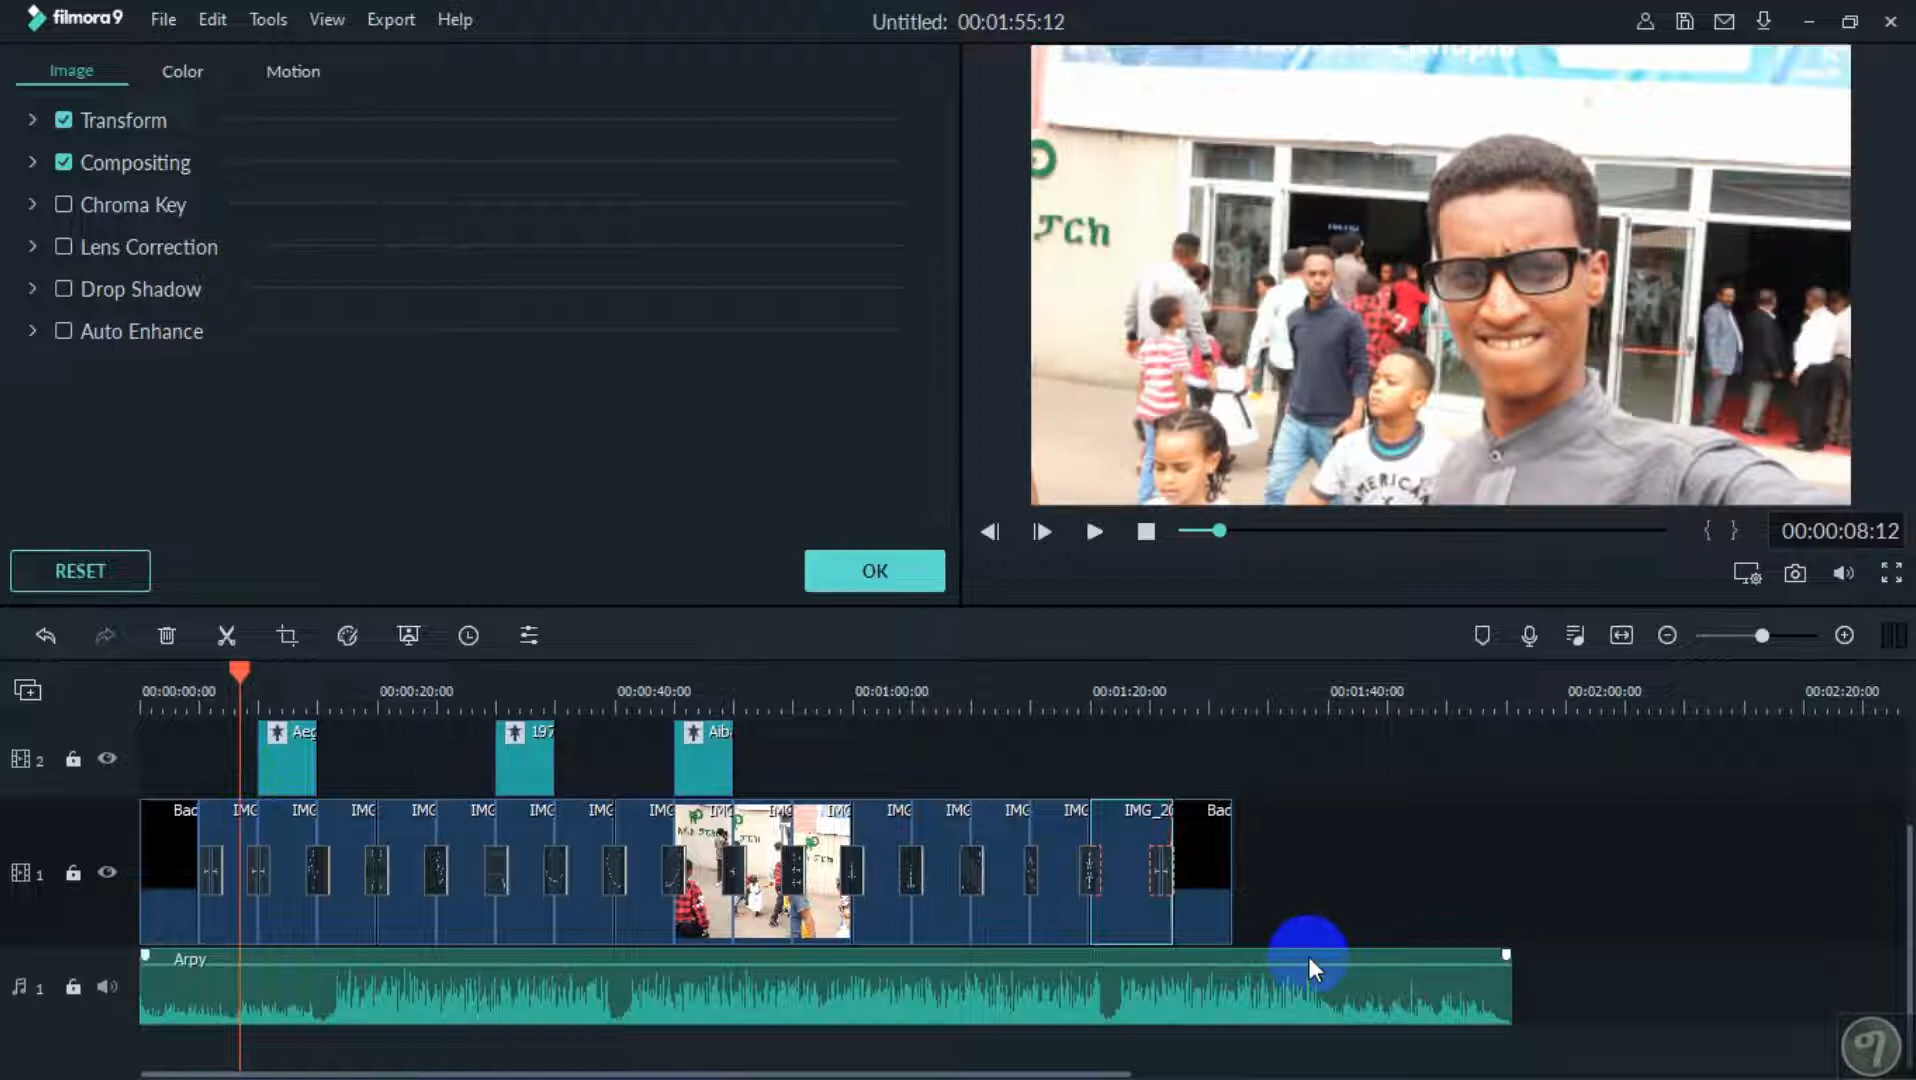 filmora9 File Edit Tools View Export Help Untitled: 00:01:55:12
Image Color Motion
Transform
Compositing
Chroma Key
Lens Correction
Drop Shadow
Auto Enhance
RESET OK
AMERICAN
{ } 00:00:08:12
00:00:00:00 00:00:20:00 00:00:40:00 00:01:00:00 00:01:20:00 00:01:40:00 00:02:00:00 00:02:20:00
2 Aeg 197 Aib
Bad IMG IMG IMG IMG IMG IMG IMG IMG IMG IMG IMG IMG IMG IMG IMG IMG_20 Bad
1
Arpy
1